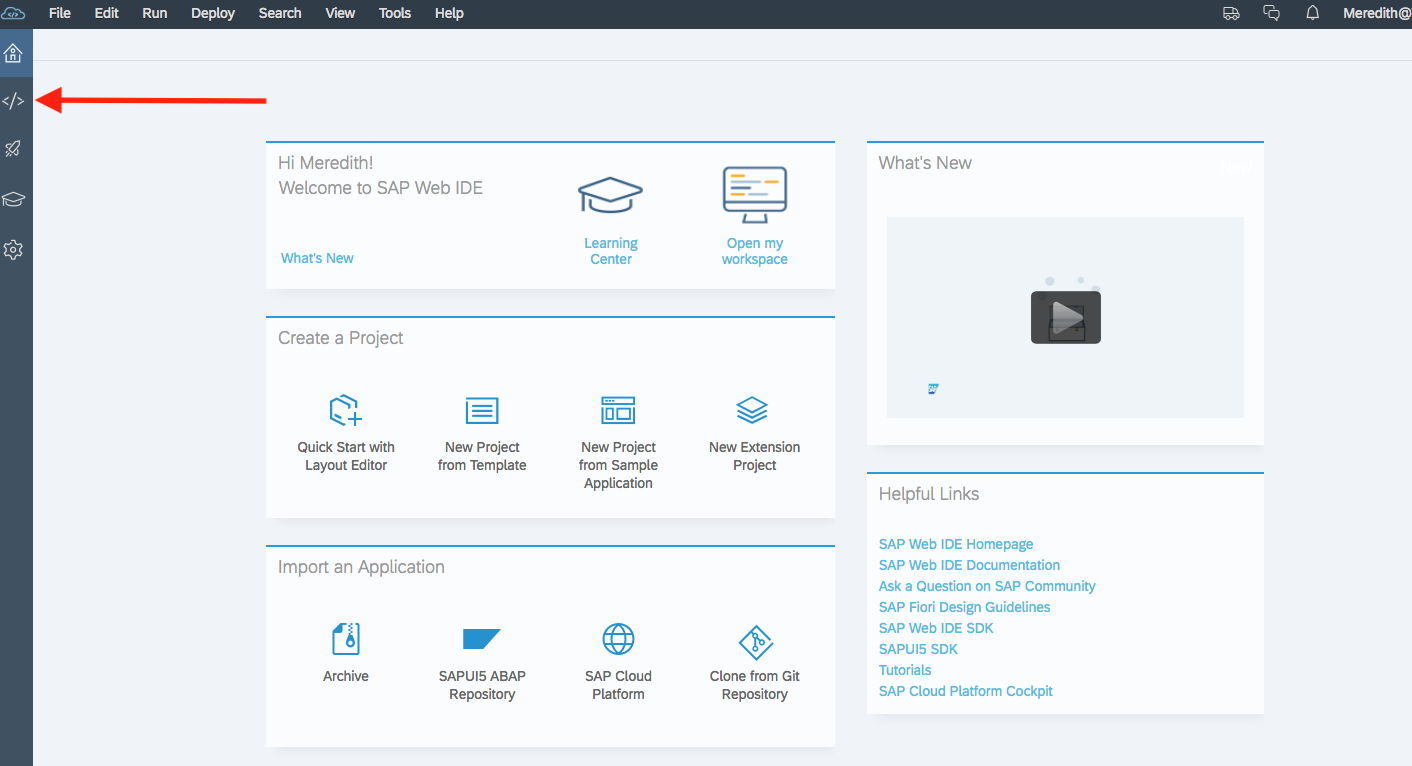 File Edit Run Deploy Search View Tools Help Meredith@
Hi Meredith!
Welcome to SAP Web IDE
What's New
Learning
Center
Open my
workspace
What's New
Create a Project
Quick Start with
Layout Editor
New Project
from Template
New Project
from Sample
Application
New Extension
Project
Import an Application
Archive
SAPUI5 ABAP
Repository
SAP Cloud
Platform
Clone from Git
Repository
SAP
Helpful Links
SAP Web IDE Homepage
SAP Web IDE Documentation
Ask a Question on SAP Community
SAP Fiori Design Guidelines
SAP Web IDE SDK
SAPUI5 SDK
Tutorials
SAP Cloud Platform Cockpit